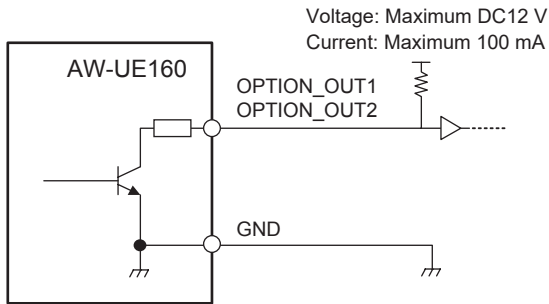 Voltage: Maximum DC12 V
Current: Maximum 100 mA
AW-UE160
OPTION_OUT1
OPTION_OUT2
GND